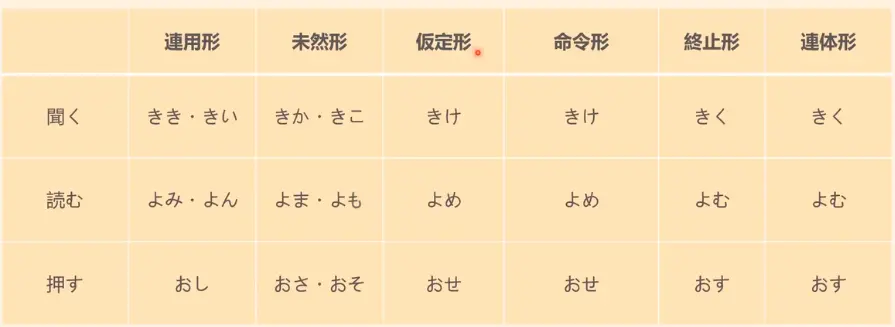 連用形 未然形 仮定形 命令形 終止形 連体形
聞く きき・きい きか・きこ きけ きけ きく きく
読む よみ・よん よま・よも よめ よめ よむ よむ
押す おし おさ・おそ おせ おせ おす おす